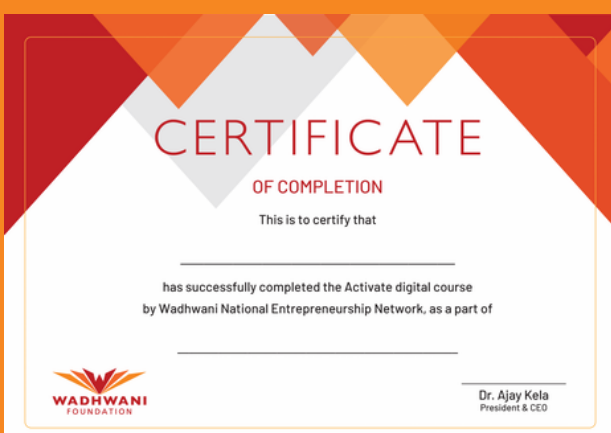 CERTIFICATE
OF COMPLETION
This is to certify that
has successfully completed the Activate digital course
by Wadhwani National Entrepreneurship Network, as a part of
WADHWANI
FOUNDATION
Dr. Ajay Kela
President & CEO